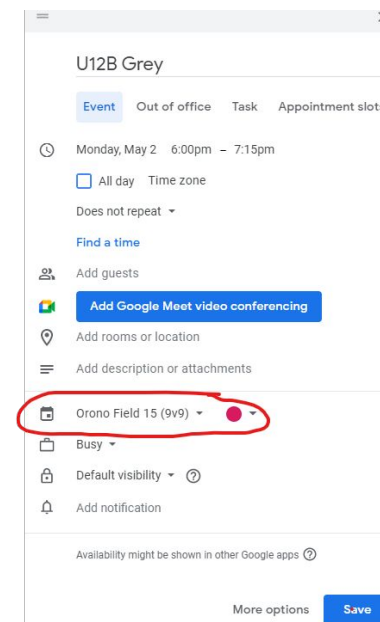 U12B Grey
Event Out of office Task Appointment slots
Monday, May 2 6:00pm – 7:15pm
All day Time zone
Does not repeat
Find a time
Add guests
Add Google Meet video conferencing
Add rooms or location
Add description or attachments
Orono Field 15 (9v9)
Busy
Default visibility
Add notification
Availability might be shown in other Google apps
More options Save